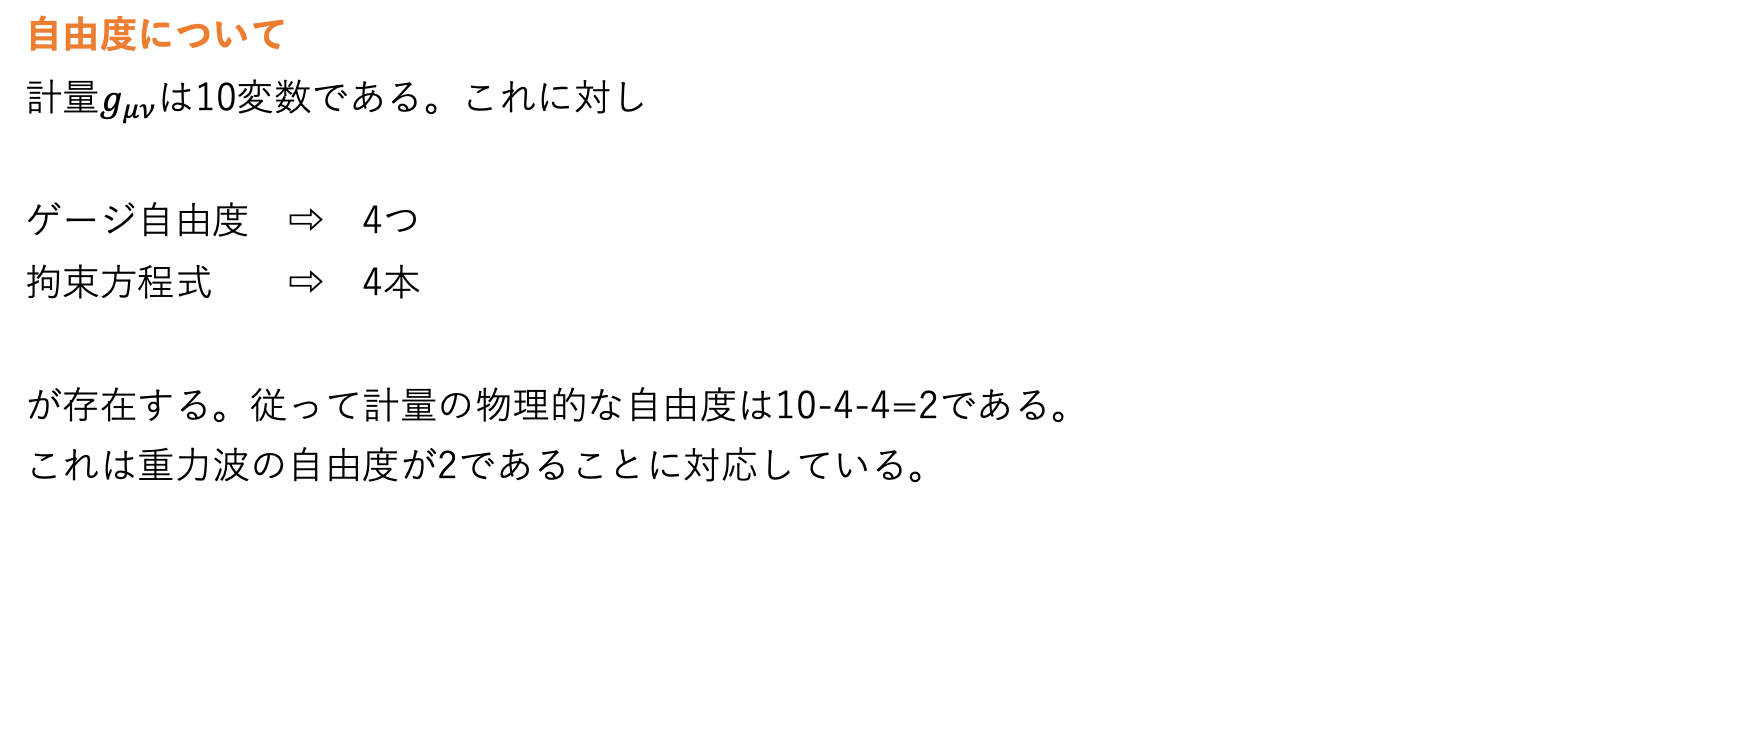 自由度について
計量gμνは10変数である。これに対し
ゲージ自由度　⇨　4つ
拘束方程式　　⇨　4本
が存在する。従って計量の物理的な自由度は10-4-4=2である。
これは重力波の自由度が2であることに対応している。